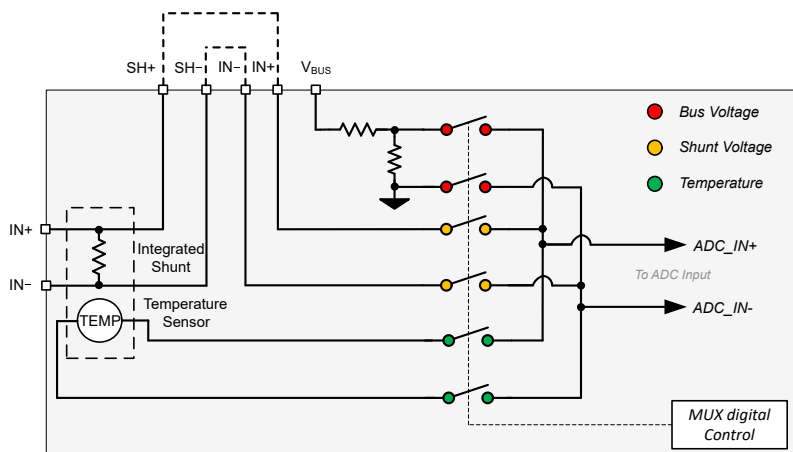 SH+ SH− IN− IN+ VBUS
Bus Voltage
Shunt Voltage
Temperature
IN+
Integrated
Shunt
ADC_IN+
IN−
To ADC Input
Temperature
Sensor
TEMP
ADC_IN-
MUX digital
Control